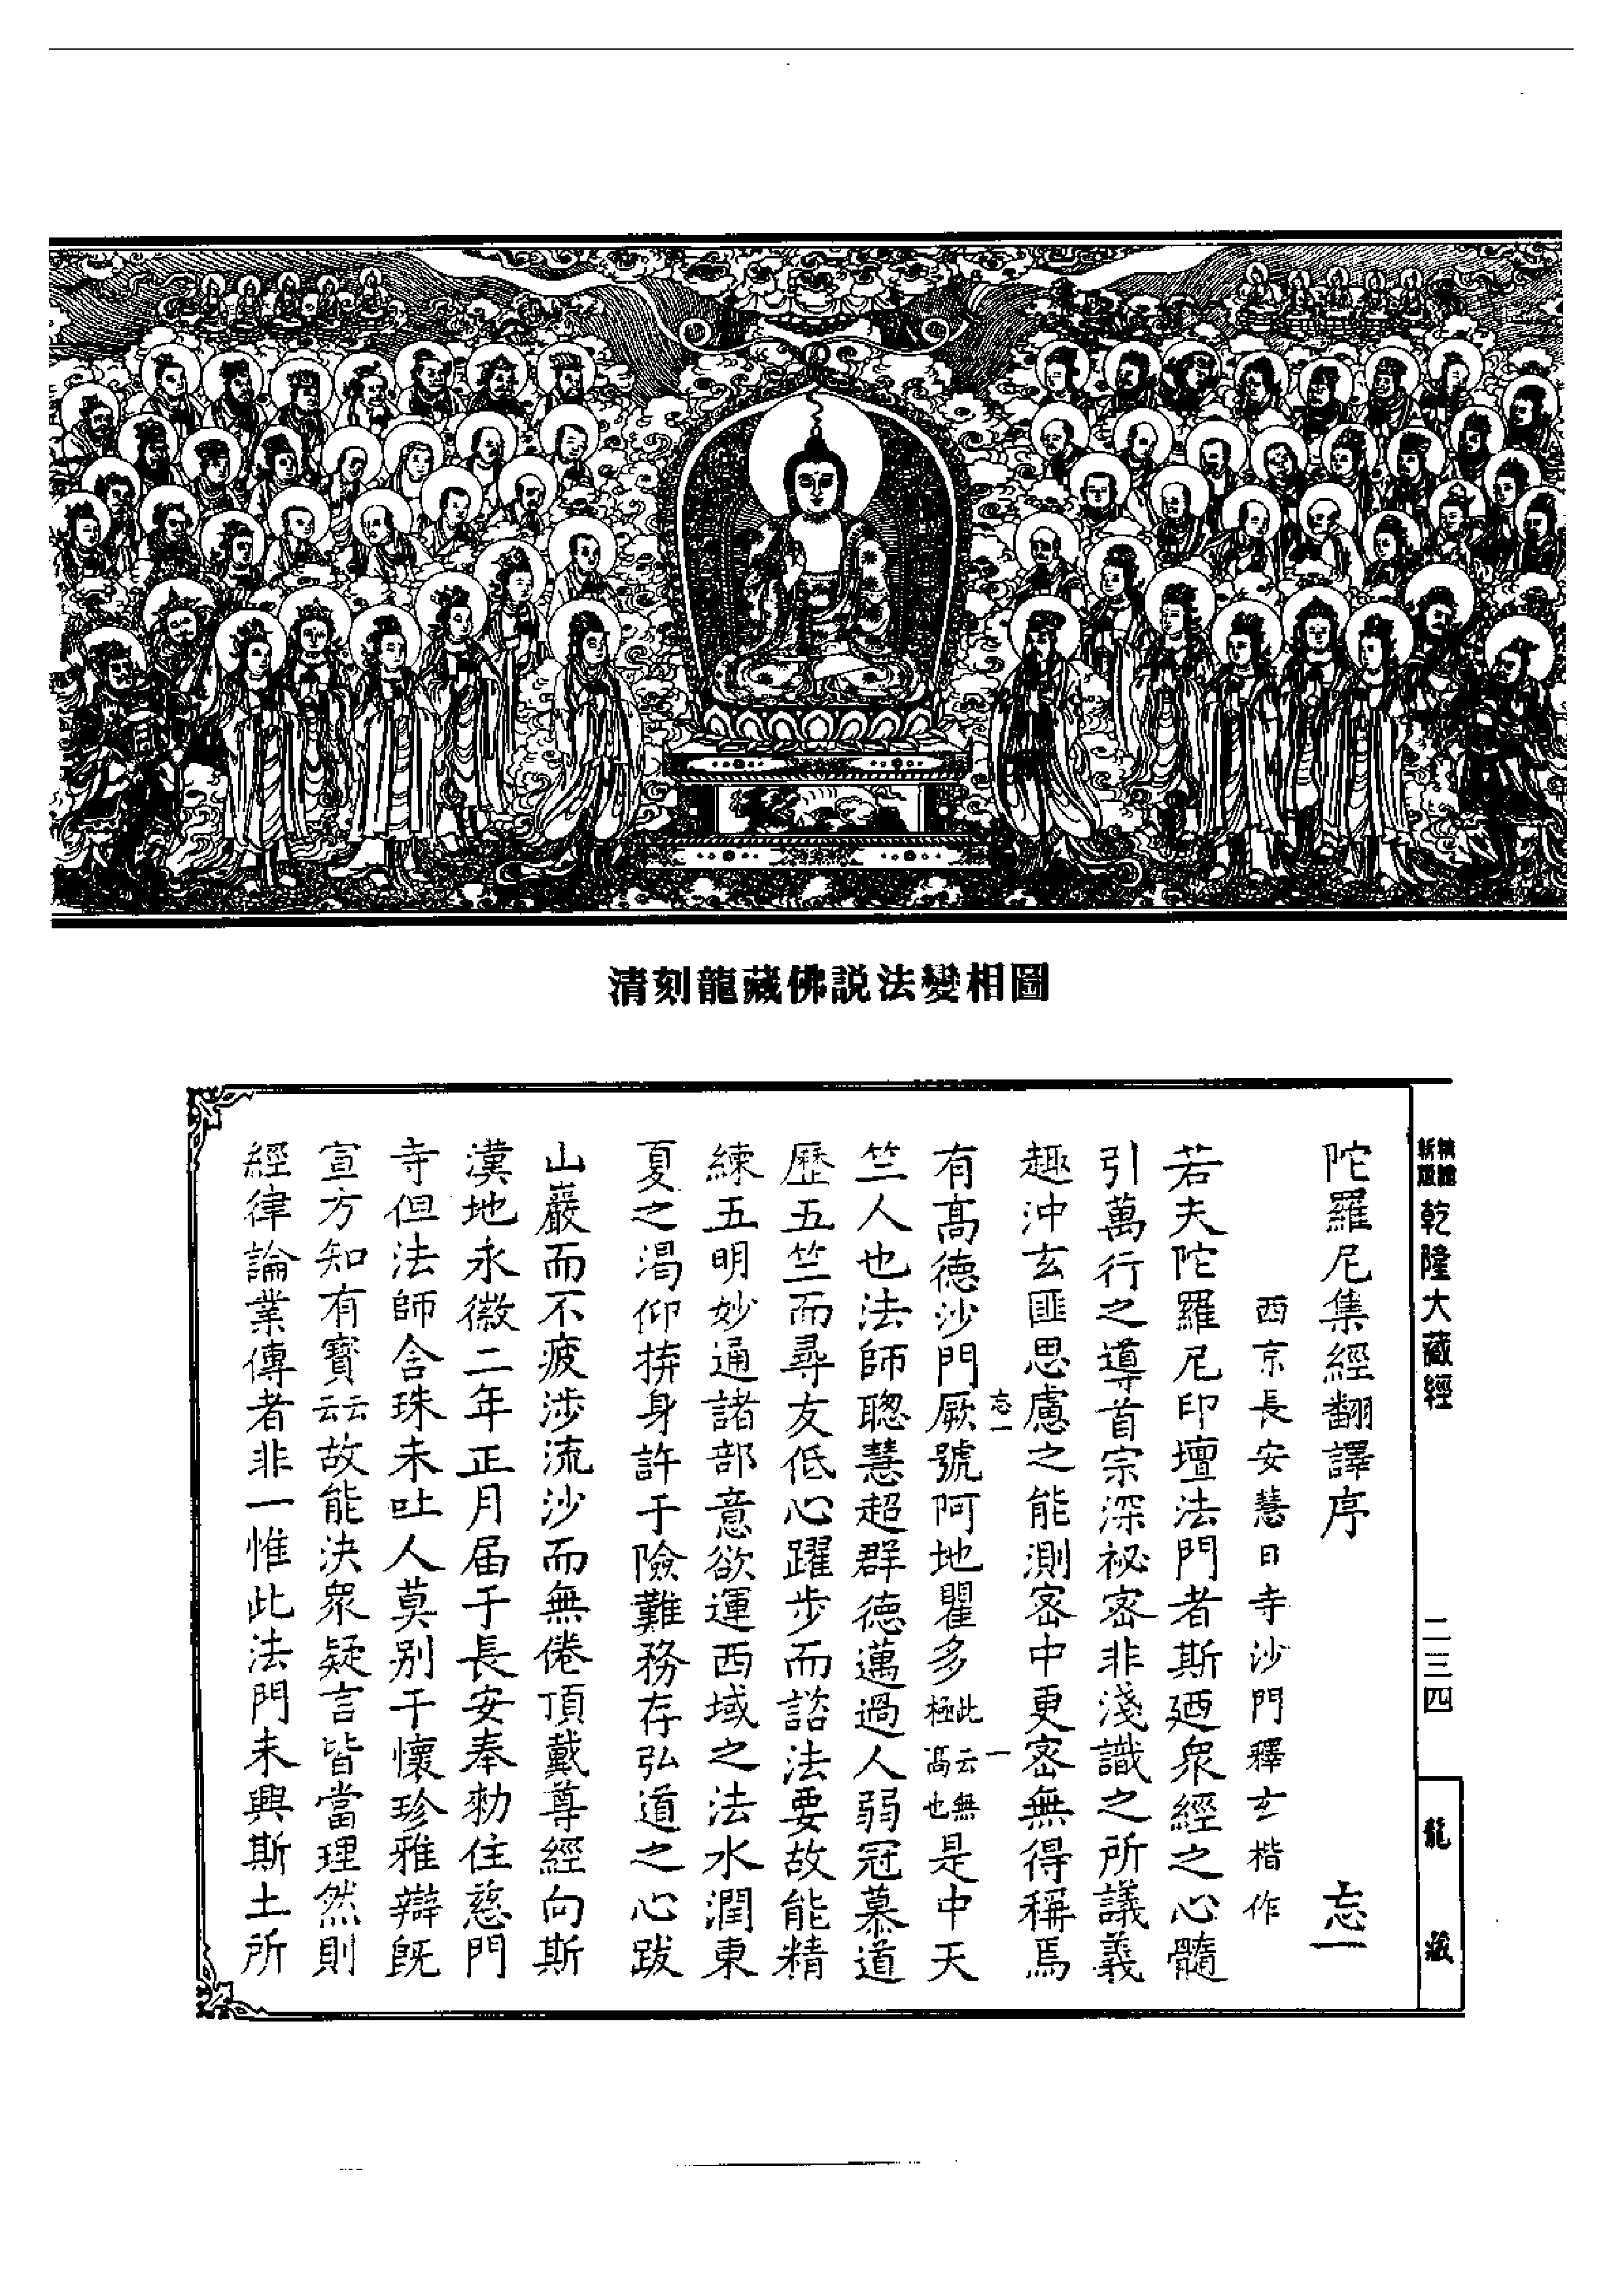 清刻龍藏佛説法變相圖
新版
乾隆大藏經
二三四
龍藏
陀羅尼集經翻譯序 忘一
西京長安慧日寺沙門釋玄楷作
若夫陀羅尼印壇法門者斯廼眾經之心髓
引萬行之導首宗深祕密非淺識之所議義
趣沖玄匪思慮之能測密中更密無得稱焉
忘一
有高德沙門厥號阿地瞿多此云無極高也是中天
竺人也法師聰慧超群德邁過人弱冠慕道
歷五竺而尋友低心躍步而諮法要故能精
練五明妙通諸部意欲運西域之法水潤東
夏之渴仰捹身許于險難務存弘道之心跋
山巖而不疲涉流沙而無倦頂戴尊經向斯
漢地永徽二年正月屆于長安奉勑住慈門
寺但法師含珠未吐人莫別于懷珍雅辯既
宣方知有寶云云故能決眾疑言皆當理然則
經律論業傳者非一惟此法門未興斯土所